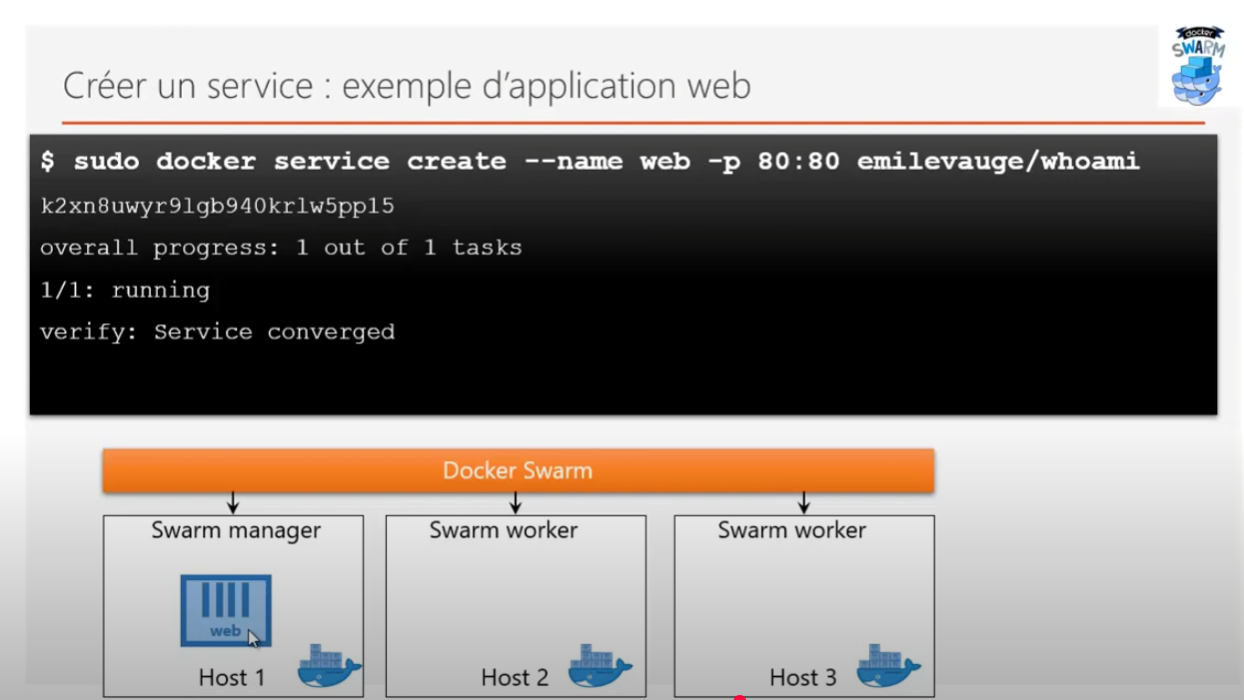 docker
SWARM
Créer un service : exemple d’application web
$ sudo docker service create --name web -p 80:80 emilevauge/whoami
k2xn8uwyr9lgb940krlw5pp15
overall progress: 1 out of 1 tasks
1/1: running
verify: Service converged
Docker Swarm
Swarm manager
Swarm worker
Swarm worker
web
Host 1
Host 2
Host 3